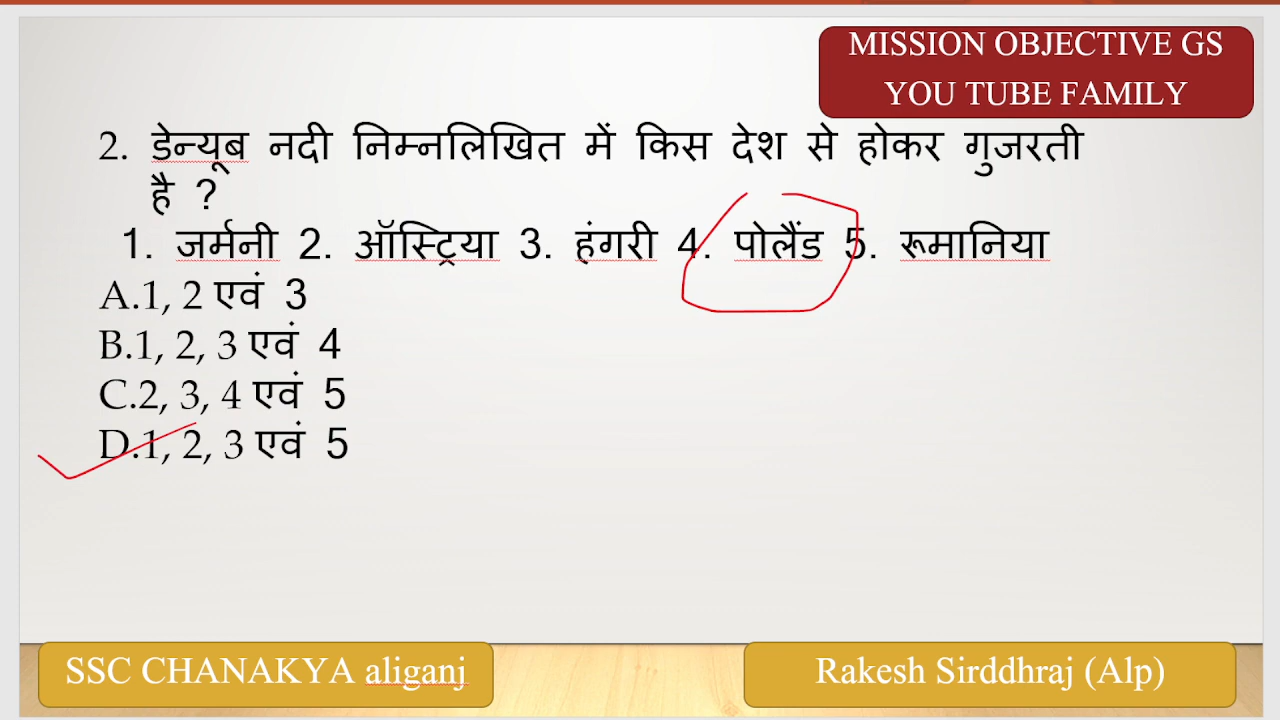 MISSION OBJECTIVE GS
YOU TUBE FAMILY
2. डेन्यूब नदी निम्नलिखित में किस देश से होकर गुजरती
है ?
1. जर्मनी 2. ऑस्ट्रिया 3. हंगरी 4. पोलैंड 5. रूमानिया
A.1, 2 एवं 3
B.1, 2, 3 एवं 4
C.2, 3, 4 एवं 5
D.1, 2, 3 एवं 5
SSC CHANAKYA aliganj
Rakesh Sirddhraj (Alp)